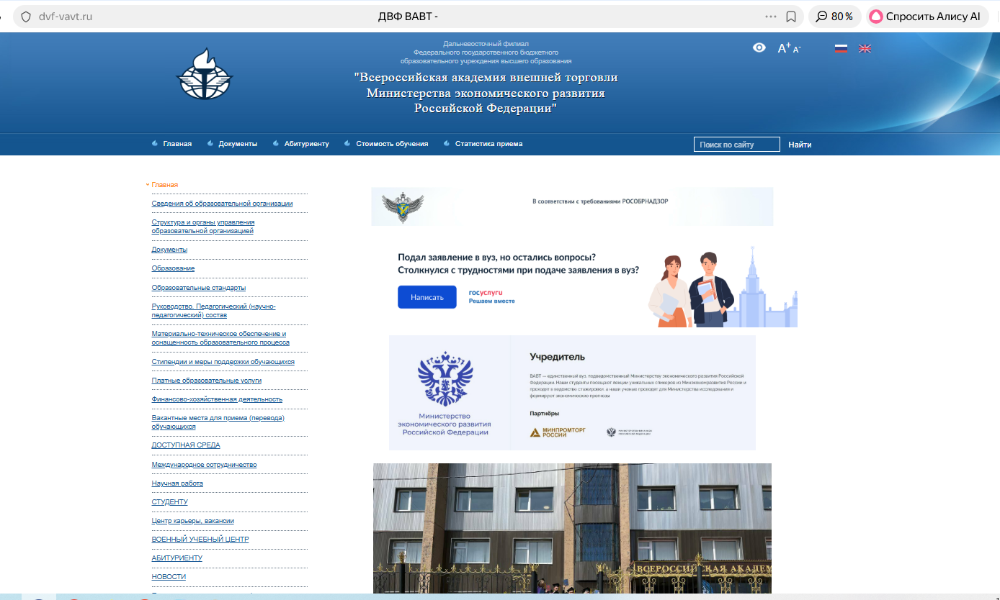 dvf-vavt.ru
ДВФ ВАВТ -
80 %
Спросить Алису AI
Дальневосточный филиал
Федерального государственного бюджетного
образовательного учреждения высшего образования
"Всероссийская академия внешней торговли
Министерства экономического развития
Российской Федерации"
A+ A-
Главная
Документы
Абитуриенту
Стоимость обучения
Статистика приема
Поиск по сайту
Найти
Главная
Сведения об образовательной организации
Структура и органы управления
образовательной организацией
Документы
Образование
Образовательные стандарты
Руководство. Педагогический (научно-
педагогический) состав
Материально-техническое обеспечение и
оснащенность образовательного процесса
Стипендии и меры поддержки обучающихся
Платные образовательные услуги
Финансово-хозяйственная деятельность
Вакантные места для приема (перевода)
обучающихся
ДОСТУПНАЯ СРЕДА
Международное сотрудничество
Научная работа
СТУДЕНТУ
Центр карьеры, вакансии
ВОЕННЫЙ УЧЕБНЫЙ ЦЕНТР
АБИТУРИЕНТУ
НОВОСТИ
В соответствии с требованиями РОСОБРНАДЗОР
Подал заявление в вуз, но остались вопросы?
Столкнулся с трудностями при подаче заявления в вуз?
Написать
госуслуги
Решаем вместе
Министерство
экономического развития
Российской Федерации
Учредитель
ВАВТ — единственный вуз, подведомственный Министерству экономического развития Российской
Федерации. Наши студенты посещают лекции уникальных спикеров из Минэкономразвития России и
проходят в ведомстве стажировки, а наши ученые проводят для Министерства исследования и
формируют экономические прогнозы
Партнёры
МИНПРОМТОРГ
РОССИИ
ВСЕРОССИЙСКАЯ АКАДЕМ